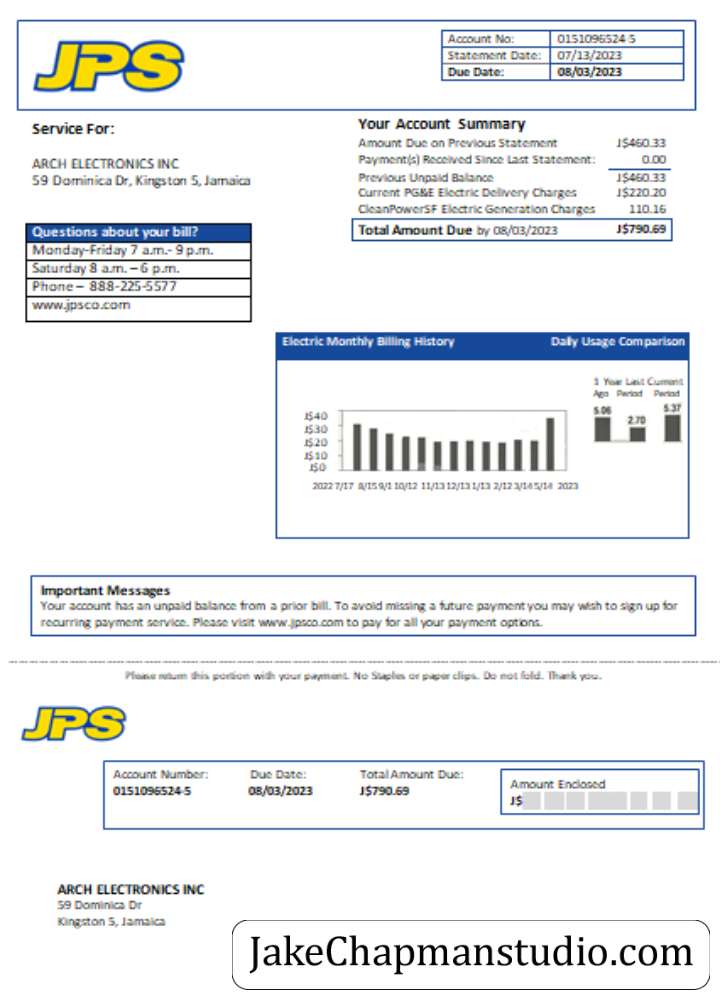 JPS
Account No: 0151096524-5
Statement Date: 07/13/2023
Due Date: 08/03/2023
Service For:
ARCH ELECTRONICS INC
59 Dominica Dr, Kingston 5, Jamaica
Your Account Summary
Amount Due on Previous Statement J$460.33
Payment(s) Received Since Last Statement: 0.00
Previous Unpaid Balance J$460.33
Current PG&E Electric Delivery Charges J$220.20
CleanPowerSF Electric Generation Charges 110.16
Total Amount Due by 08/03/2023 J$790.69
Questions about your bill?
Monday-Friday 7 a.m.- 9 p.m.
Saturday 8 a.m. – 6 p.m.
Phone – 888-225-5577
www.jpsco.com
Electric Monthly Billing History Daily Usage Comparison
1 Year Last Current
Ago Period Period
5.06 2.70 5.37
J$40
J$30
J$20
J$10
J$0
2022 7/17 8/15 9/1 10/12 11/13 12/13 1/13 2/12 3/14 5/14 2023
Important Messages
Your account has an unpaid balance from a prior bill. To avoid missing a future payment you may wish to sign up for
recurring payment service. Please visit www.jpsco.com to pay for all your payment options.
Please return this portion with your payment. No Staples or paper clips. Do not fold. Thank you.
JPS
Account Number: Due Date: Total Amount Due:
0151096524-5 08/03/2023 J$790.69
Amount Enclosed
J$
ARCH ELECTRONICS INC
59 Dominica Dr
Kingston 5, Jamaica
JakeChapmanstudio.com